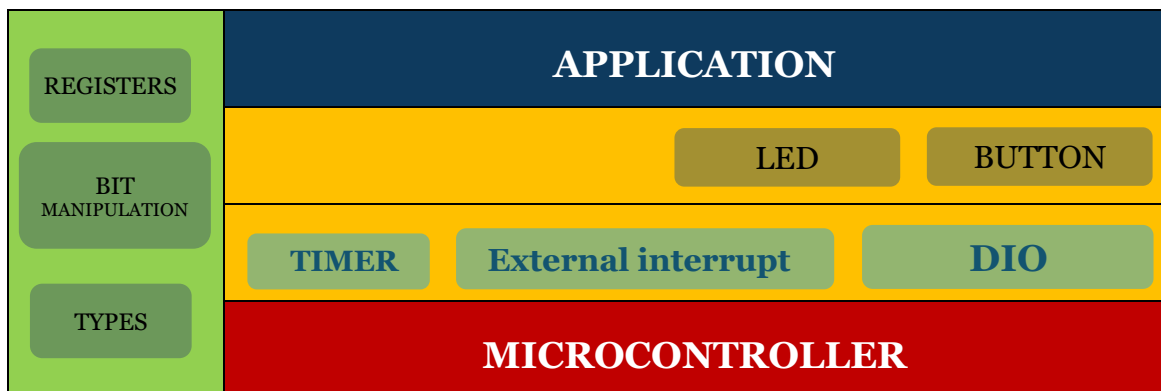 REGISTERS
BIT
MANIPULATION
TYPES
APPLICATION
LED BUTTON
TIMER External interrupt DIO
MICROCONTROLLER